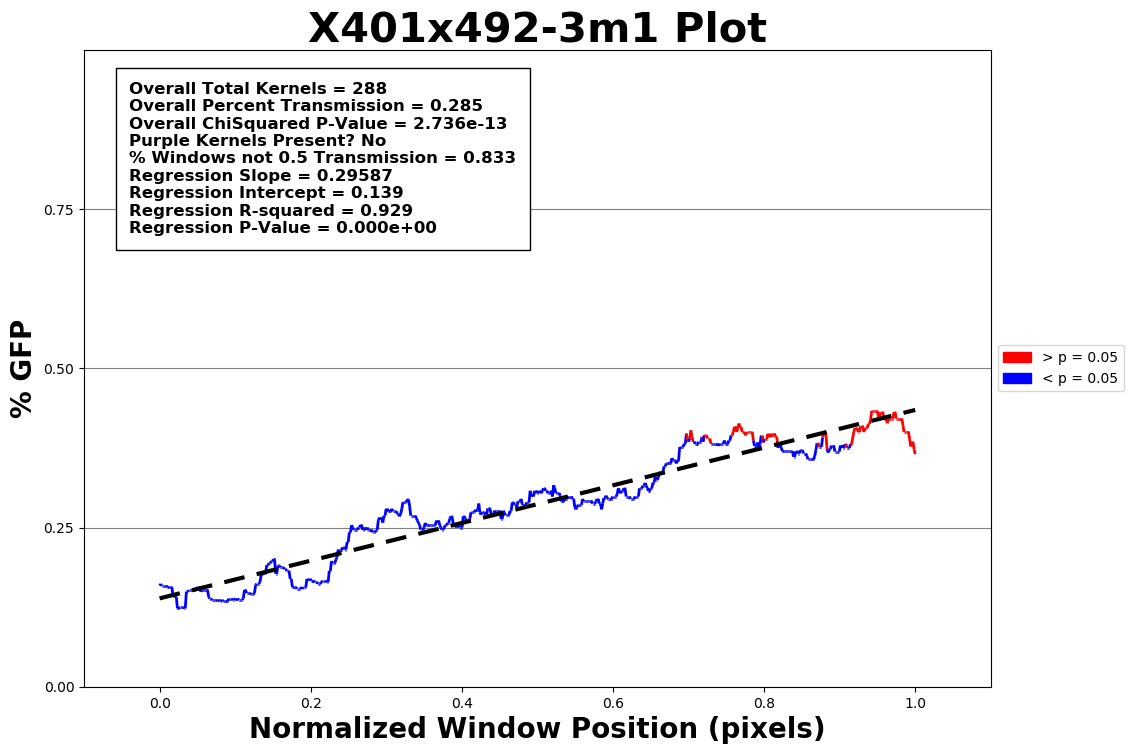 X401x492-3m1 Plot
Overall Total Kernels = 288
Overall Percent Transmission = 0.285
Overall ChiSquared P-Value = 2.736e-13
Purple Kernels Present? No
% Windows not 0.5 Transmission = 0.833
Regression Slope = 0.29587
Regression Intercept = 0.139
Regression R-squared = 0.929
Regression P-Value = 0.000e+00
% GFP
0.75
0.50
0.25
0.00
> p = 0.05
< p = 0.05
0.0 0.2 0.4 0.6 0.8 1.0
Normalized Window Position (pixels)